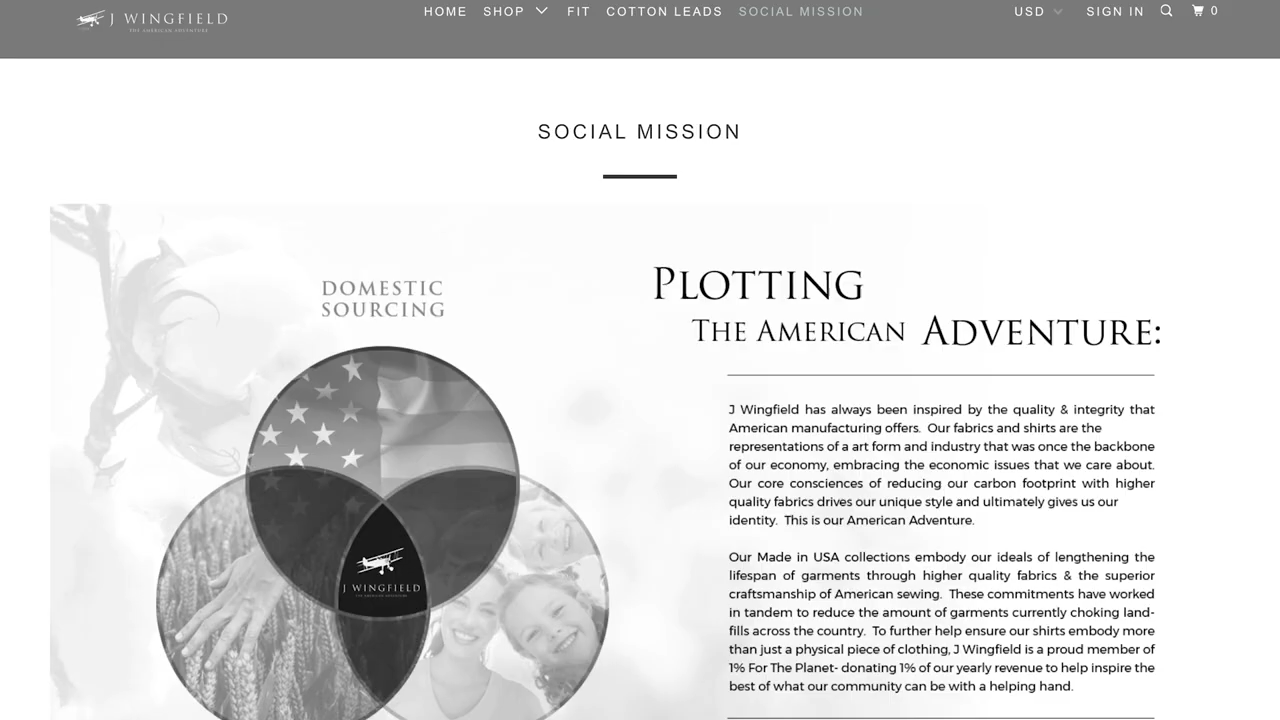 J WINGFIELD
THE AMERICAN ADVENTURE
HOME SHOP FIT COTTON LEADS SOCIAL MISSION USD SIGN IN 0
SOCIAL MISSION
DOMESTIC
SOURCING
J WINGFIELD
THE AMERICAN ADVENTURE
PLOTTING
THE AMERICAN ADVENTURE:
J Wingfield has always been inspired by the quality & integrity that
American manufacturing offers. Our fabrics and shirts are the
representations of a art form and industry that was once the backbone
of our economy, embracing the economic issues that we care about.
Our core consciences of reducing our carbon footprint with higher
quality fabrics drives our unique style and ultimately gives us our
identity. This is our American Adventure.
Our Made in USA collections embody our ideals of lengthening the
lifespan of garments through higher quality fabrics & the superior
craftsmanship of American sewing. These commitments have worked
in tandem to reduce the amount of garments currently choking land-
fills across the country. To further help ensure our shirts embody more
than just a physical piece of clothing, J Wingfield is a proud member of
1% For The Planet- donating 1% of our yearly revenue to help inspire the
best of what our community can be with a helping hand.